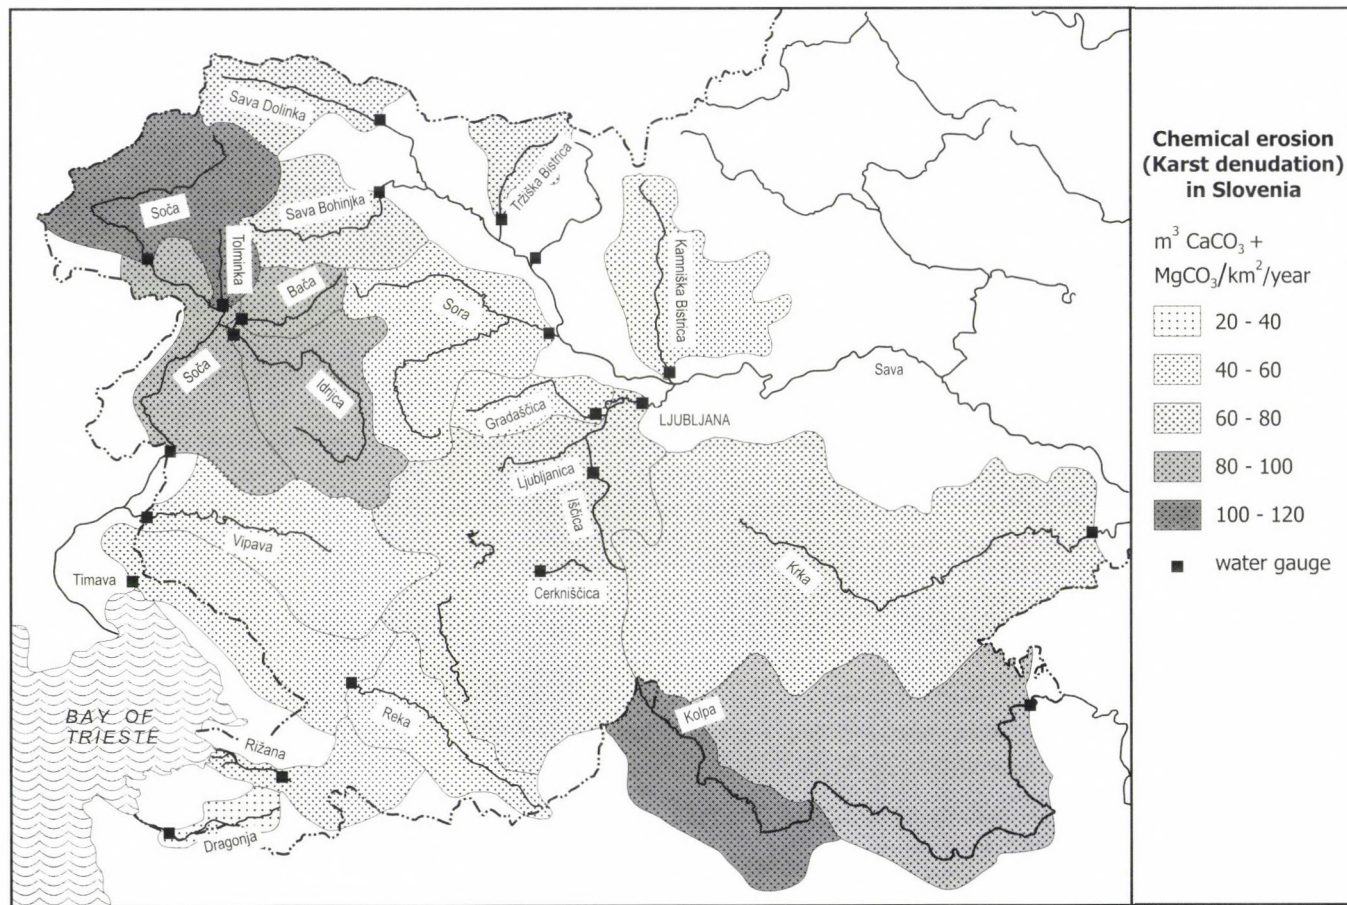 Sava Dolinka
Tržiška Bistrica
Soča
Sava Bohinjka
Tolminka
Kamniška Bistrica
Bača
Sora
Soča
Idrijca
Sava
Gradaščica
LJUBLJANA
Ljubljanica
Iščica
Vipava
Krka
Timava
Cerkniščica
BAY OF
TRIESTE
Reka
Kolpa
Rižana
Dragonja
Chemical erosion
(Karst denudation)
in Slovenia
m³ CaCO₃ +
MgCO₃/km²/year
20 - 40
40 - 60
60 - 80
80 - 100
100 - 120
water gauge